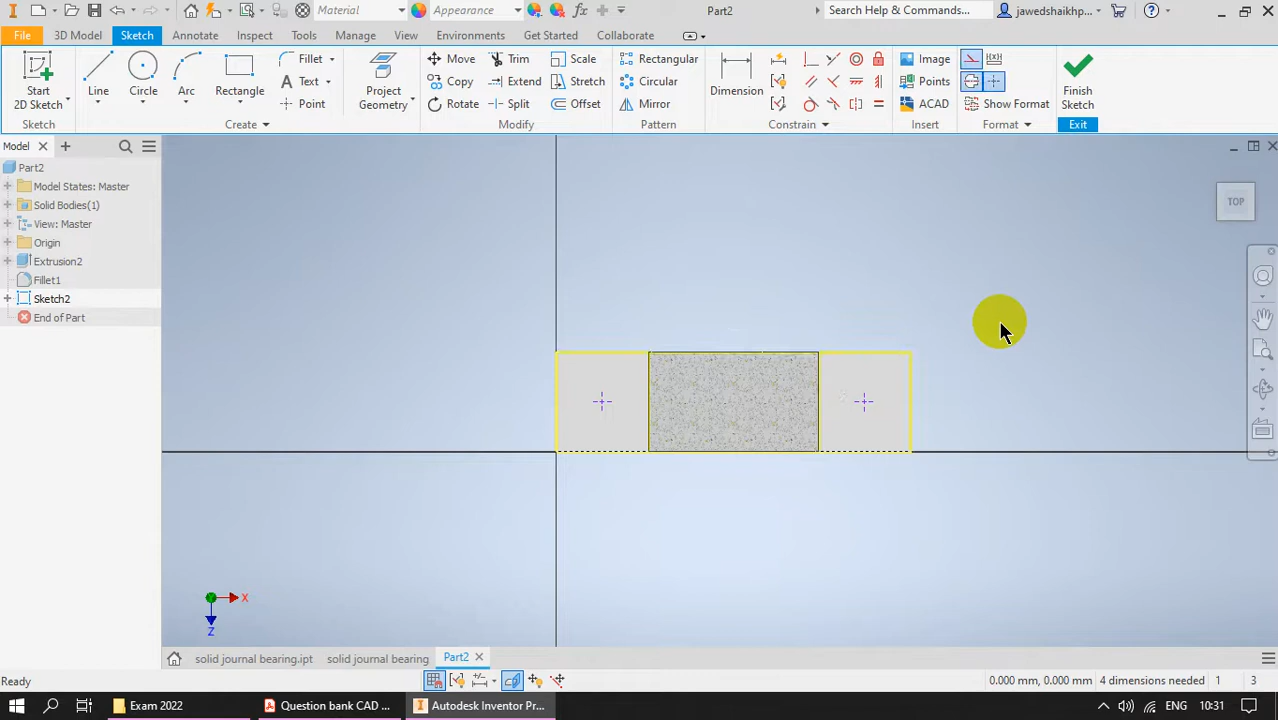 Material
Appearance
Part2
Search Help & Commands...
jawedshaikhp...
File
3D Model
Sketch
Annotate
Inspect
Tools
Manage
View
Environments
Get Started
Collaborate
Start
2D Sketch
Line
Circle
Arc
Rectangle
Fillet
Text
Point
Project
Geometry
Move
Copy
Rotate
Trim
Extend
Split
Scale
Stretch
Offset
Rectangular
Circular
Mirror
Dimension
Image
Points
ACAD
Show Format
Finish
Sketch
Sketch
Create
Modify
Pattern
Constrain
Insert
Format
Exit
Model
Part2
Model States: Master
Solid Bodies(1)
View: Master
Origin
Extrusion2
Fillet1
Sketch2
End of Part
TOP
X
Z
solid journal bearing.ipt
solid journal bearing
Part2
Ready
0.000 mm, 0.000 mm
4 dimensions needed
1
3
Exam 2022
Question bank CAD ...
Autodesk Inventor Pr...
ENG
10:31